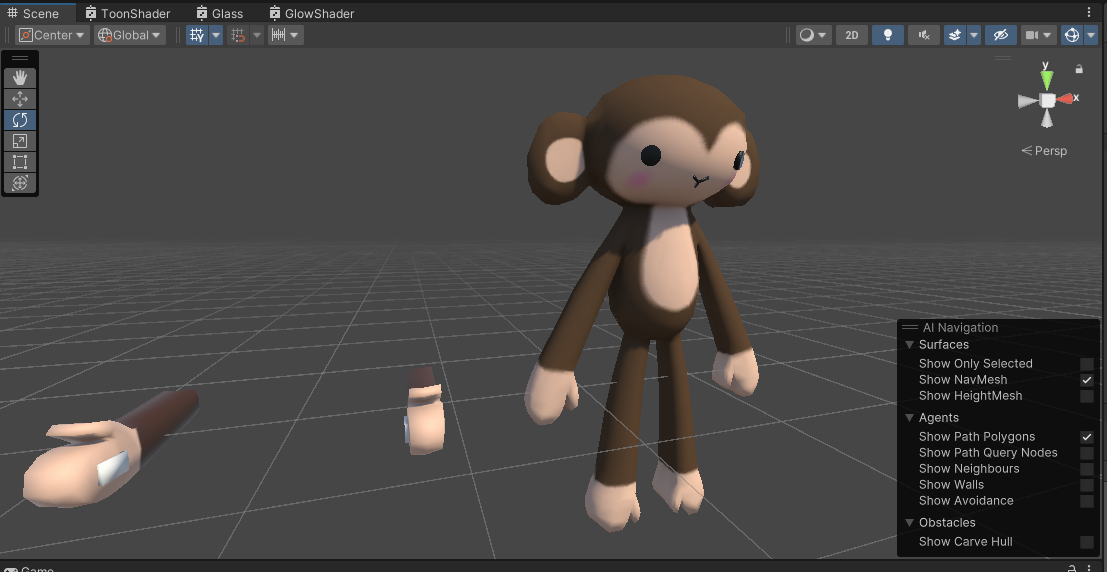 Scene ToonShader Glass GlowShader
Center Global 2D
y
x
Persp
AI Navigation
Surfaces
Show Only Selected
Show NavMesh
Show HeightMesh
Agents
Show Path Polygons
Show Path Query Nodes
Show Neighbours
Show Walls
Show Avoidance
Obstacles
Show Carve Hull
Game